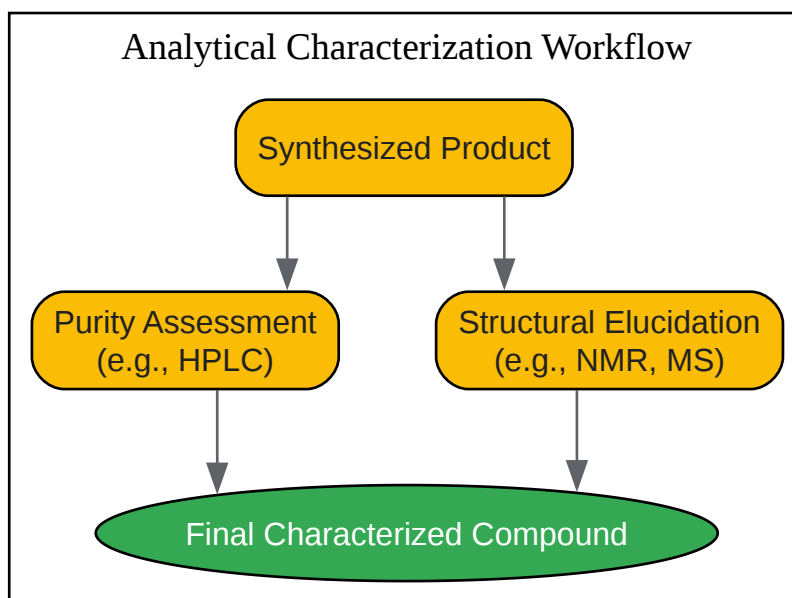 Analytical Characterization Workflow
Synthesized Product
Purity Assessment
(e.g., HPLC)
Structural Elucidation
(e.g., NMR, MS)
Final Characterized Compound